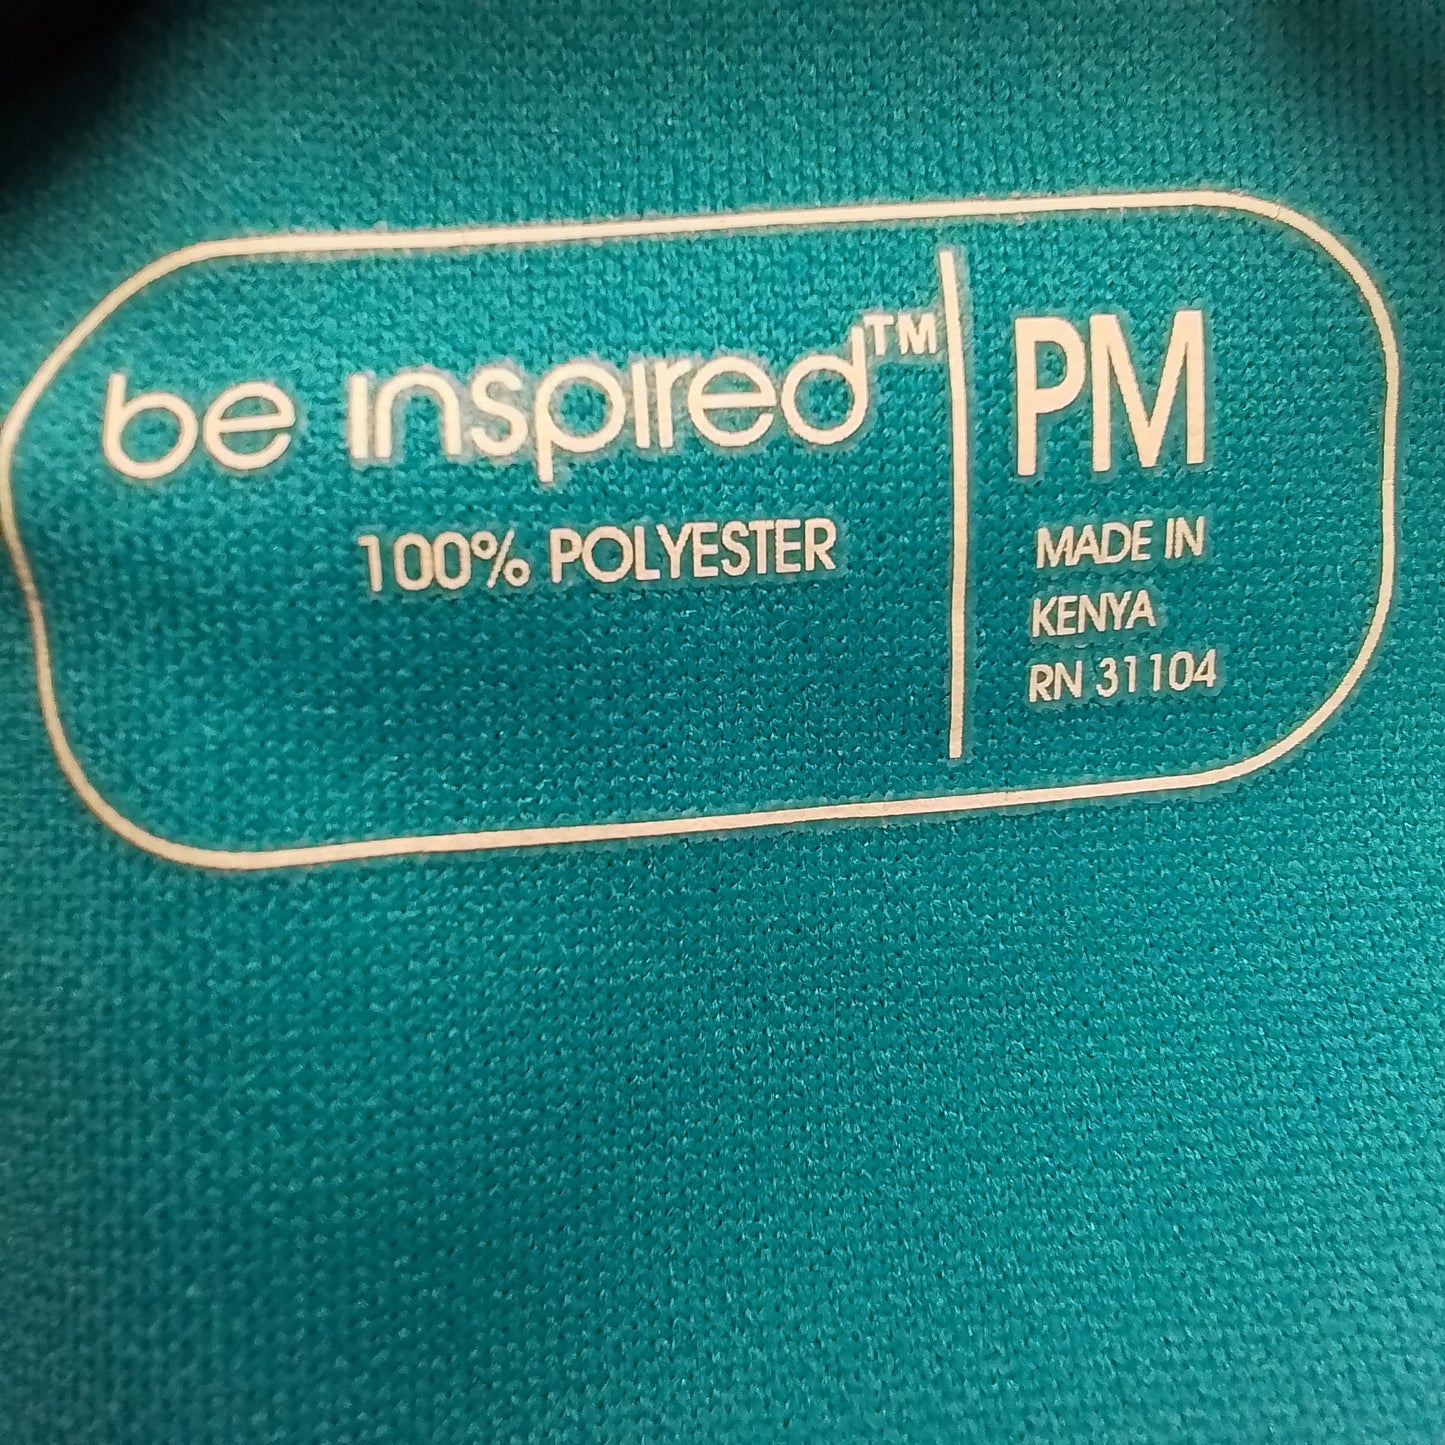 be inspired™
100% POLYESTER
PM
MADE IN
KENYA
RN 31104